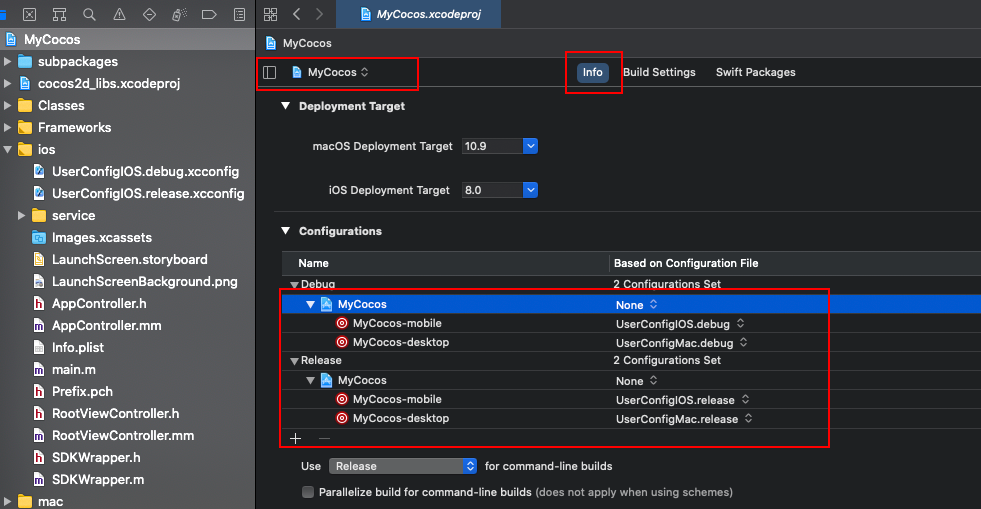 MyCocos.xcodeproj
MyCocos
subpackages
cocos2d_libs.xcodeproj
Classes
Frameworks
ios
UserConfigIOS.debug.xcconfig
UserConfigIOS.release.xcconfig
service
Images.xcassets
LaunchScreen.storyboard
LaunchScreenBackground.png
AppController.h
AppController.mm
Info.plist
main.m
Prefix.pch
RootViewController.h
RootViewController.mm
SDKWrapper.h
SDKWrapper.m
mac
MyCocos
MyCocos Info Build Settings Swift Packages
Deployment Target
macOS Deployment Target 10.9
iOS Deployment Target 8.0
Configurations
Name Based on Configuration File
Debug 2 Configurations Set
MyCocos None
MyCocos-mobile UserConfigIOS.debug
MyCocos-desktop UserConfigMac.debug
Release 2 Configurations Set
MyCocos None
MyCocos-mobile UserConfigIOS.release
MyCocos-desktop UserConfigMac.release
Use Release for command-line builds
Parallelize build for command-line builds (does not apply when using schemes)